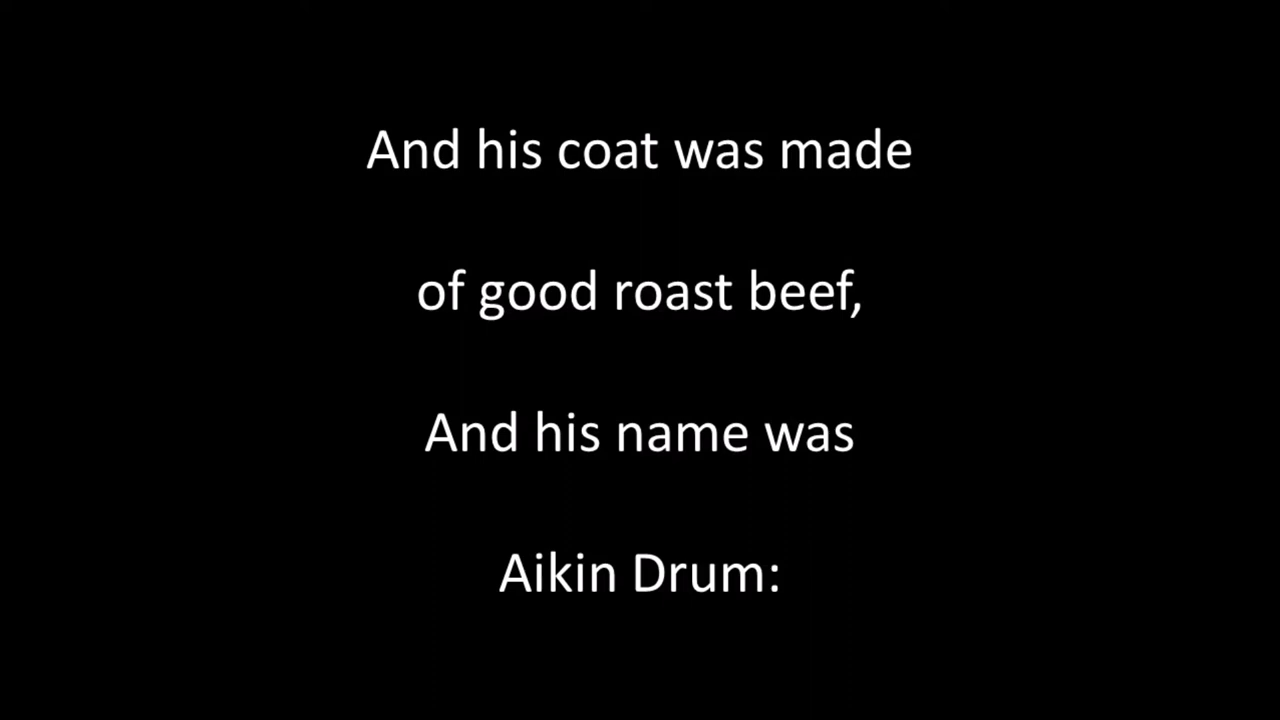 And his coat was made
of good roast beef,
And his name was
Aikin Drum: